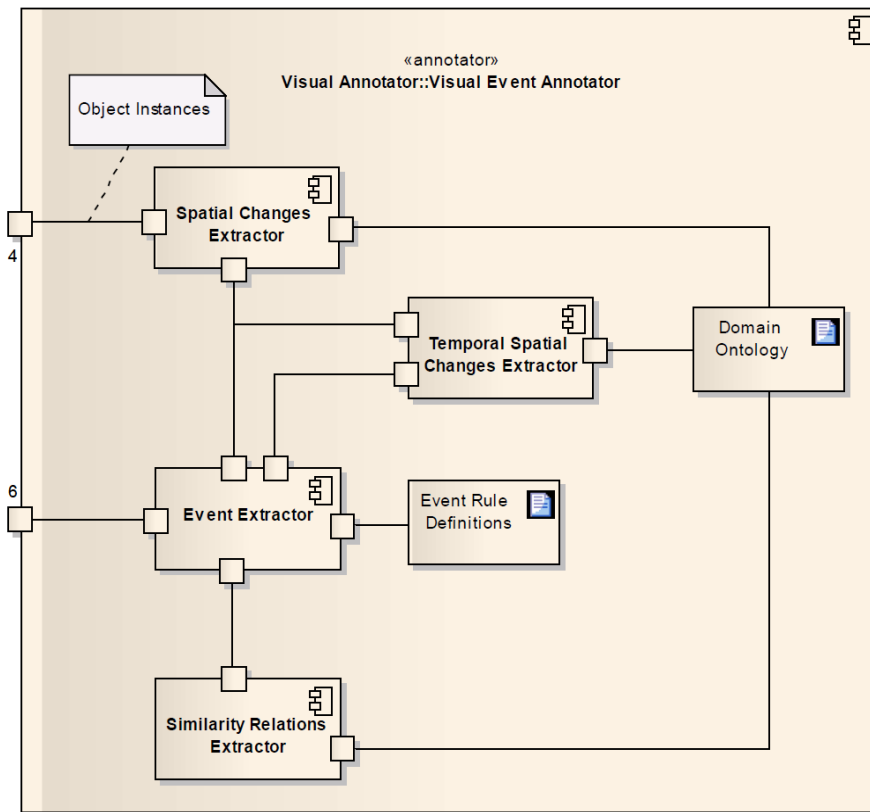 «annotator»
Visual Annotator::Visual Event Annotator
Object Instances
Spatial Changes
Extractor
4
Temporal Spatial
Changes Extractor
Domain
Ontology
6
Event Extractor
Event Rule
Definitions
Similarity Relations
Extractor